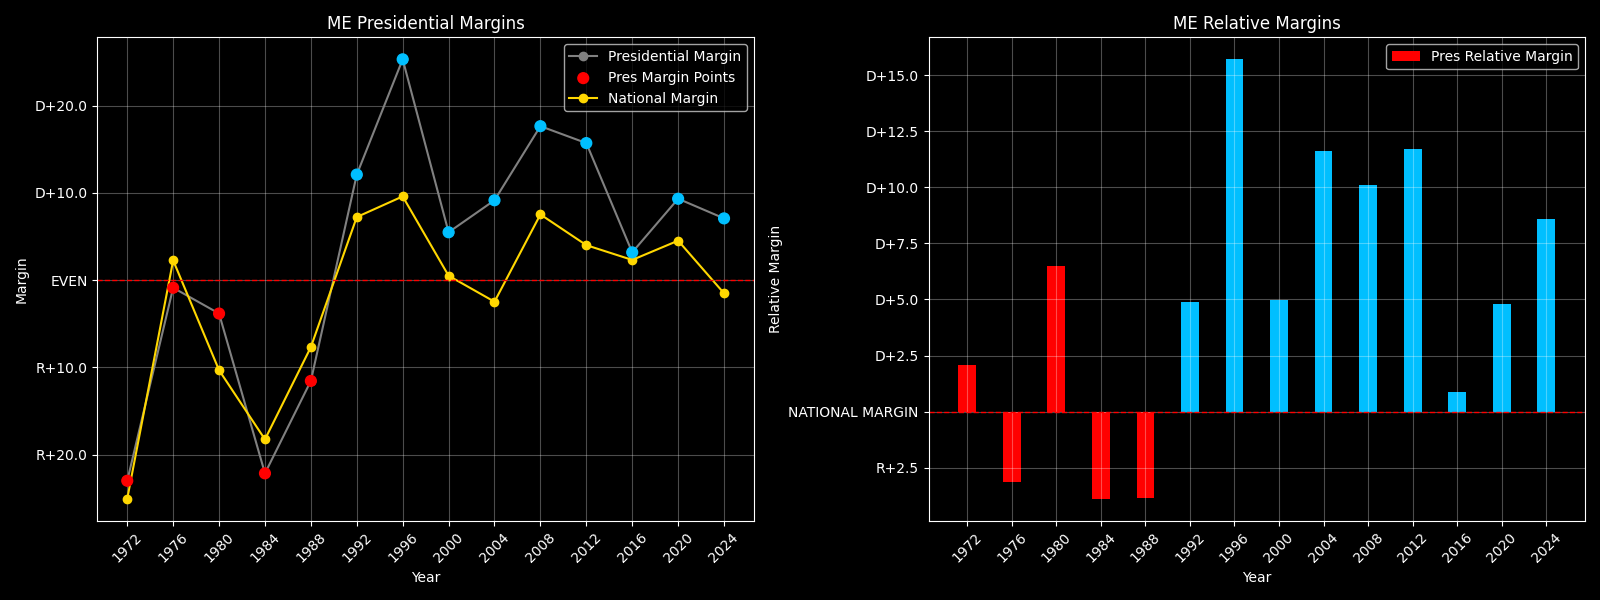 ME Presidential Margins
Presidential Margin
Pres Margin Points
National Margin
D+20.0
D+10.0
EVEN
R+10.0
R+20.0
Margin
1972
1976
1980
1984
1988
1992
1996
2000
2004
2008
2012
2016
2020
2024
Year
ME Relative Margins
Pres Relative Margin
D+15.0
D+12.5
D+10.0
D+7.5
D+5.0
D+2.5
NATIONAL MARGIN
R+2.5
Relative Margin
1972
1976
1980
1984
1988
1992
1996
2000
2004
2008
2012
2016
2020
2024
Year